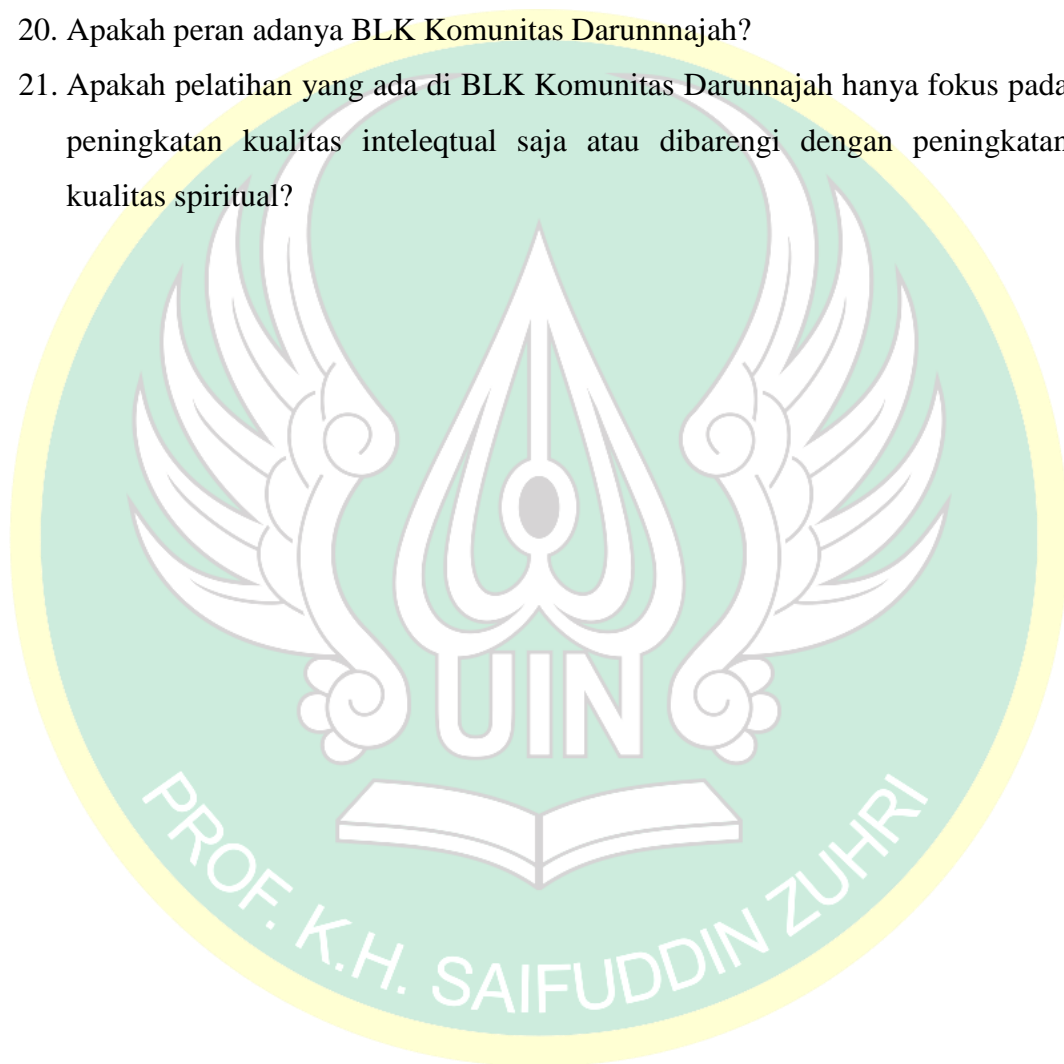 20. Apakah peran adanya BLK Komunitas Darunnnajah?
21. Apakah pelatihan yang ada di BLK Komunitas Darunnajah hanya fokus pada
peningkatan kualitas inteleqtual saja atau dibarengi dengan peningkatan
kualitas spiritual?
UIN
PROF. K.H. SAIFUDDIN ZUHRI